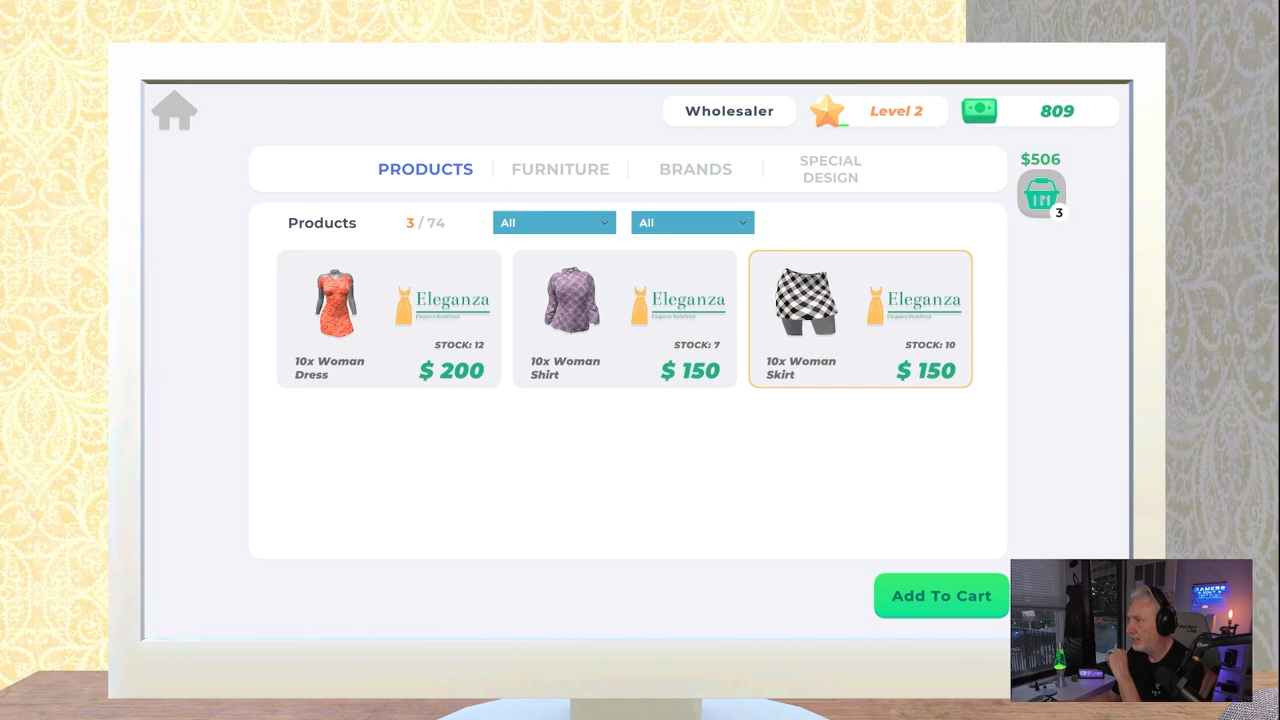 Wholesaler
Level 2
809
PRODUCTS
FURNITURE
BRANDS
SPECIAL
DESIGN
$506
3
Products
3 / 74
All
All
Eleganza
STOCK: 12
10x Woman
Dress
$ 200
Eleganza
STOCK: 7
10x Woman
Shirt
$ 150
Eleganza
STOCK: 10
10x Woman
Skirt
$ 150
Add To Cart